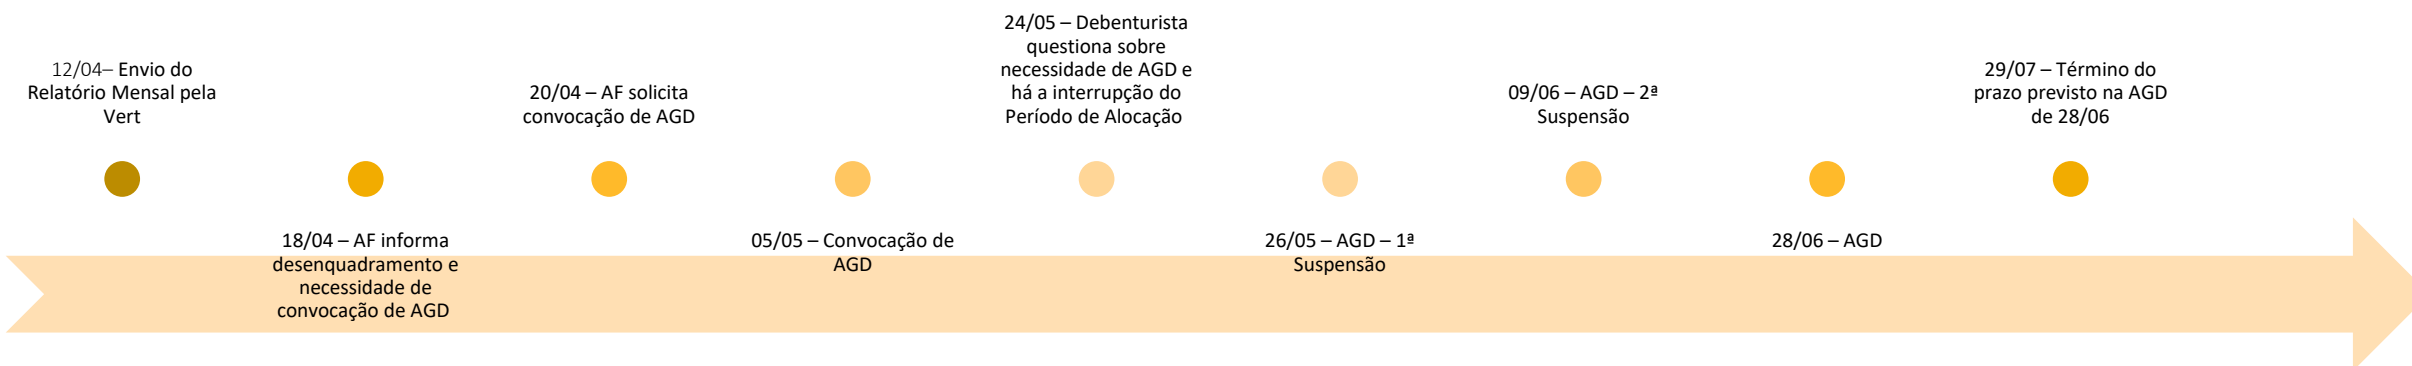 12/04– Envio do
Relatório Mensal pela
Vert
18/04 – AF informa
desenquadramento e
necessidade de
convocação de AGD
20/04 – AF solicita
convocação de AGD
05/05 – Convocação de
AGD
24/05 – Debenturista
questiona sobre
necessidade de AGD e
há a interrupção do
Período de Alocação
26/05 – AGD – 1ª
Suspensão
09/06 – AGD – 2ª
Suspensão
28/06 – AGD
29/07 – Término do
prazo previsto na AGD
de 28/06